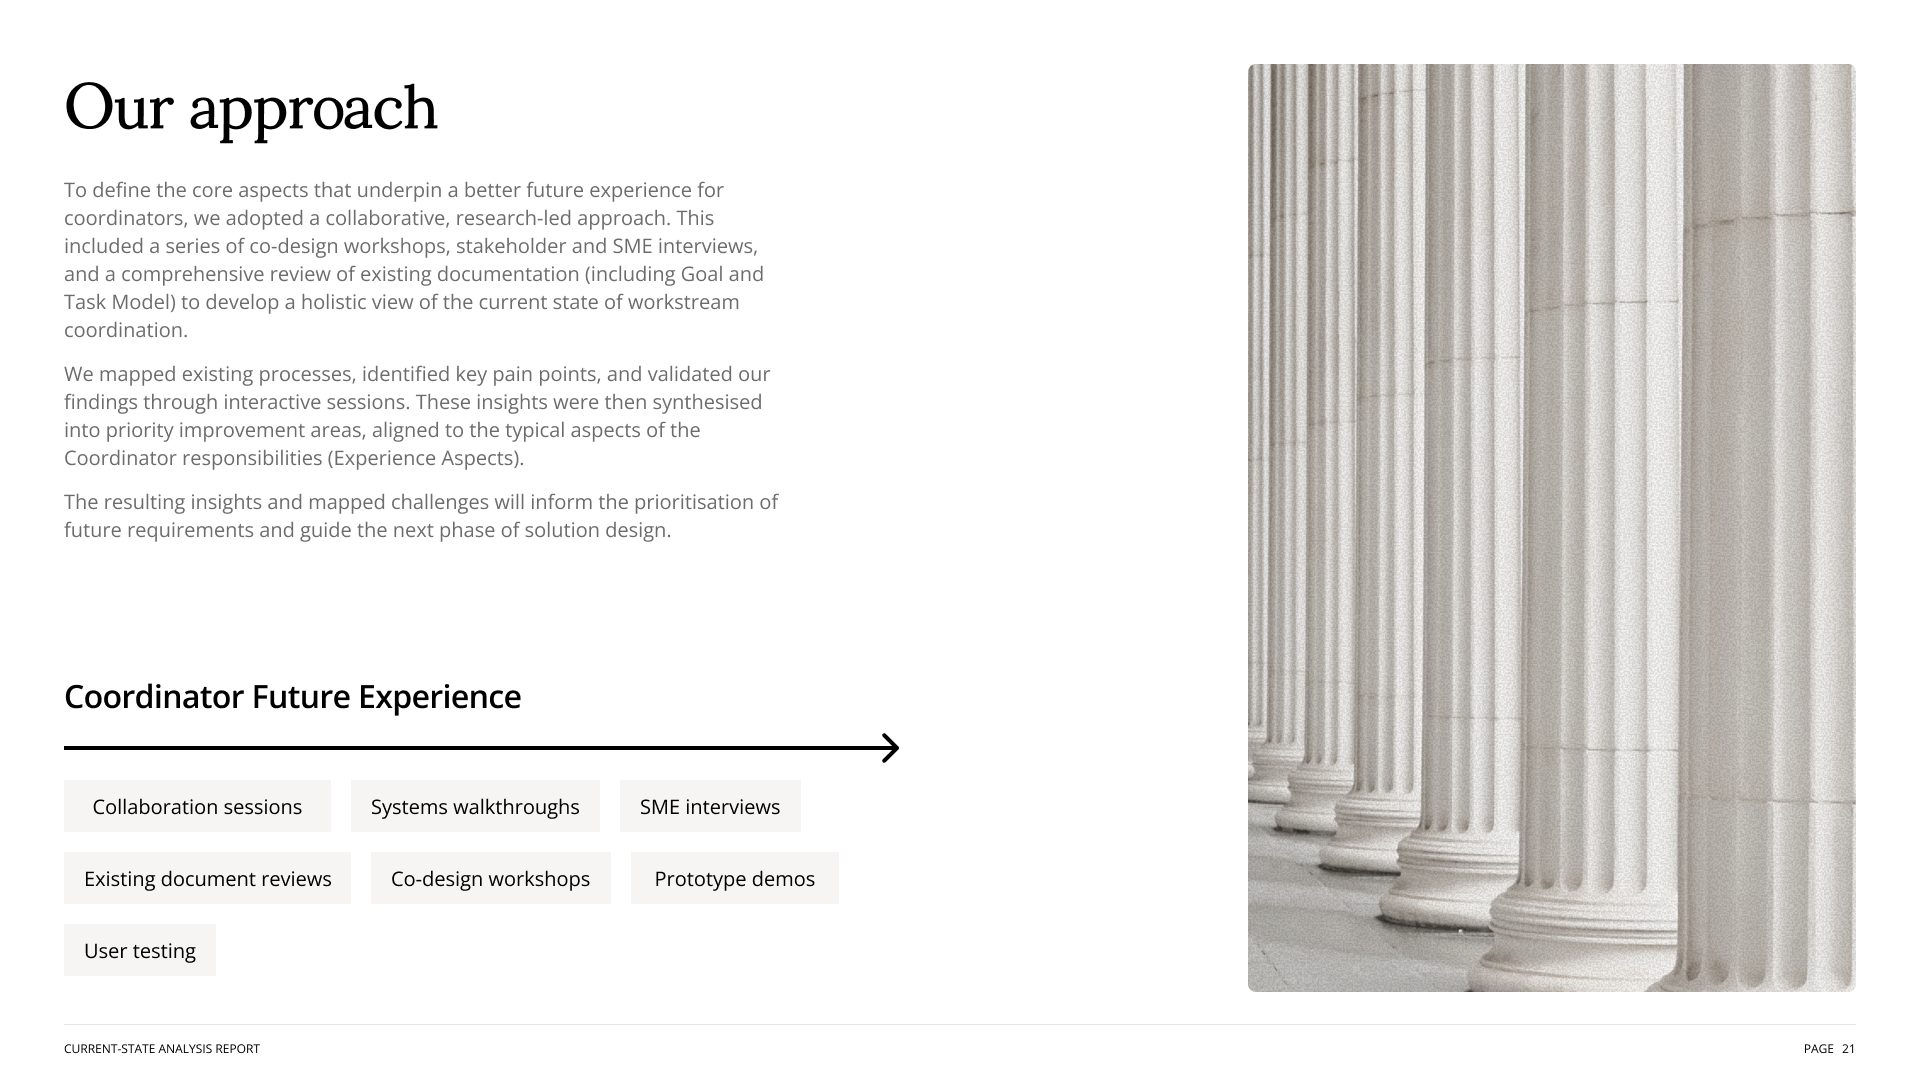 Our approach
To define the core aspects that underpin a better future experience for
coordinators, we adopted a collaborative, research-led approach. This
included a series of co-design workshops, stakeholder and SME interviews,
and a comprehensive review of existing documentation (including Goal and
Task Model) to develop a holistic view of the current state of workstream
coordination.
We mapped existing processes, identified key pain points, and validated our
findings through interactive sessions. These insights were then synthesised
into priority improvement areas, aligned to the typical aspects of the
Coordinator responsibilities (Experience Aspects).
The resulting insights and mapped challenges will inform the prioritisation of
future requirements and guide the next phase of solution design.
Coordinator Future Experience
Collaboration sessions
Systems walkthroughs
SME interviews
Existing document reviews
Co-design workshops
Prototype demos
User testing
CURRENT-STATE ANALYSIS REPORT
PAGE 21